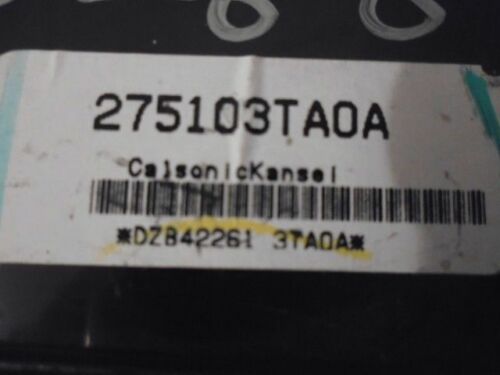 275103TA0A
CalsonicKansei
*DZB42261 3TA0A*